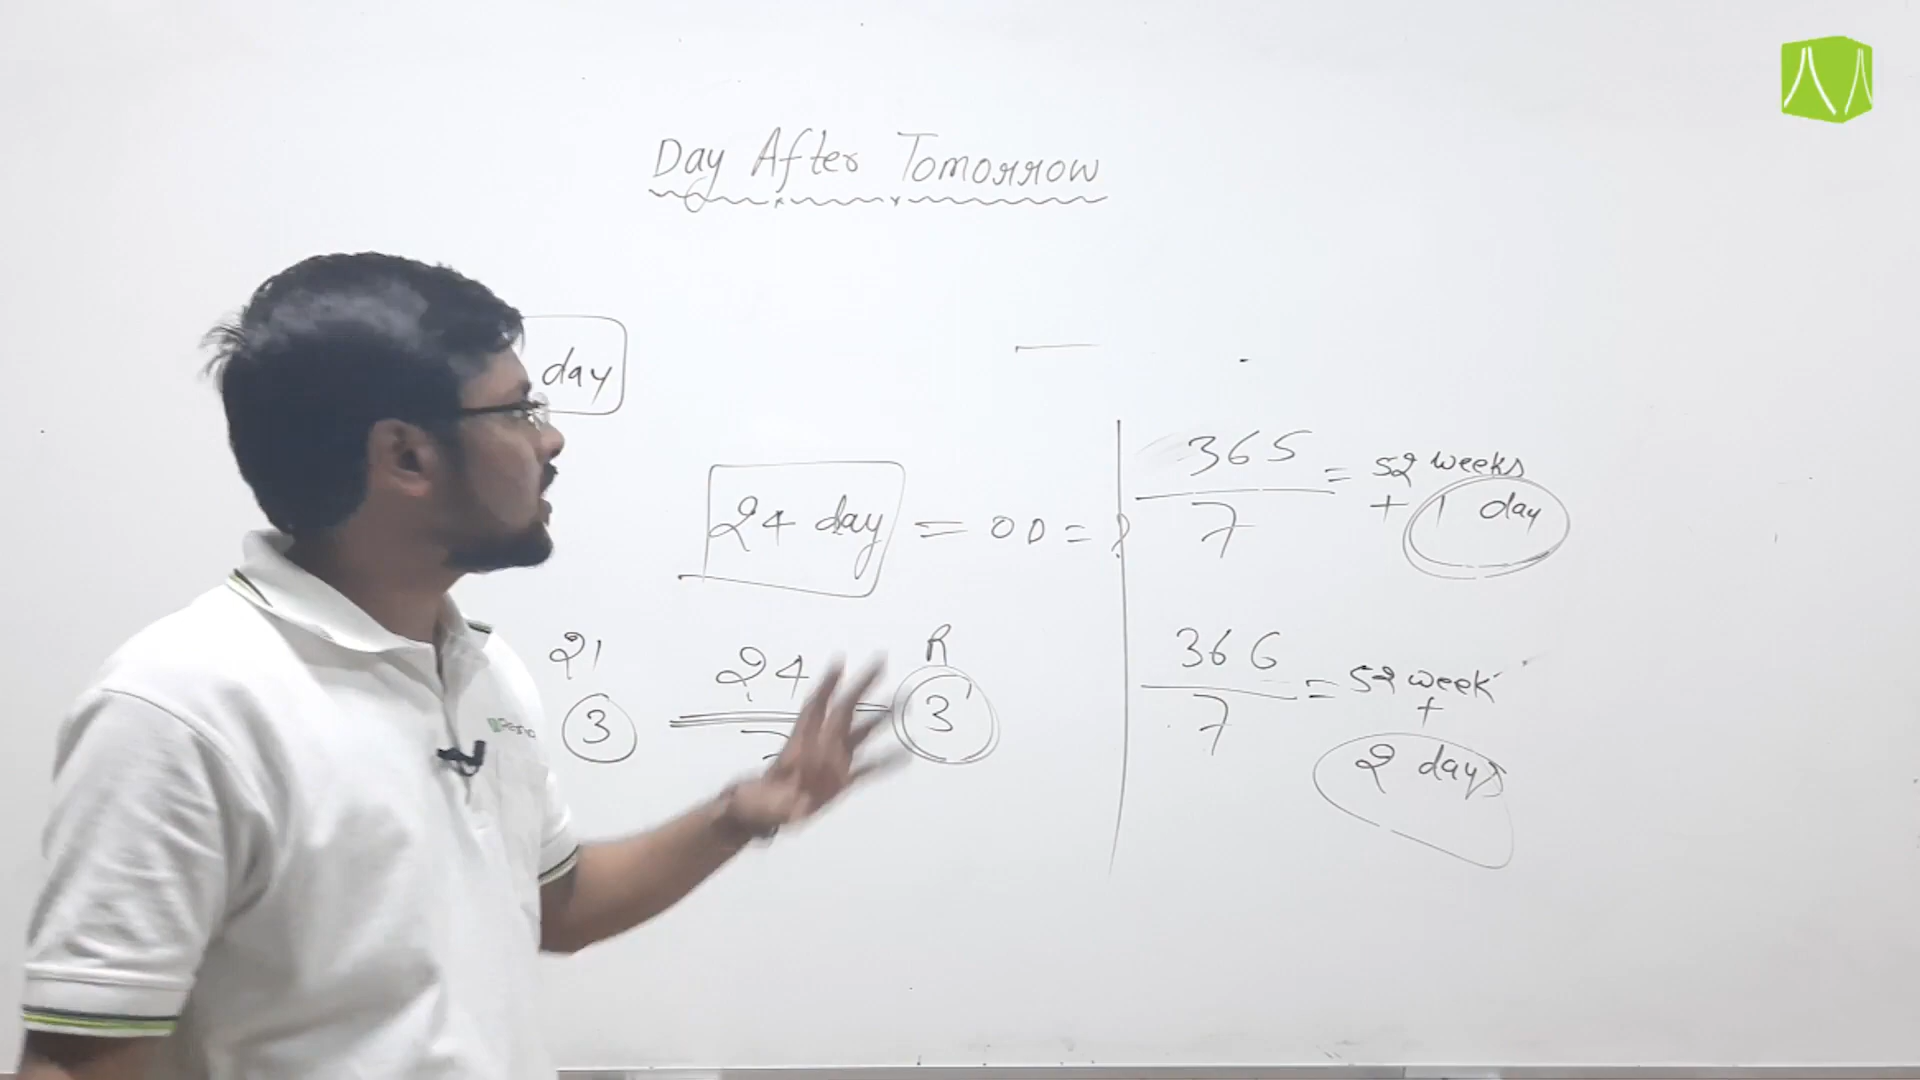 Day After Tomorrow
day
24 day = OD = ?
21
3
24
7
R
3
365
7
= 52 weeks
+ 1 day
366
7
= 52 week
+
2 days